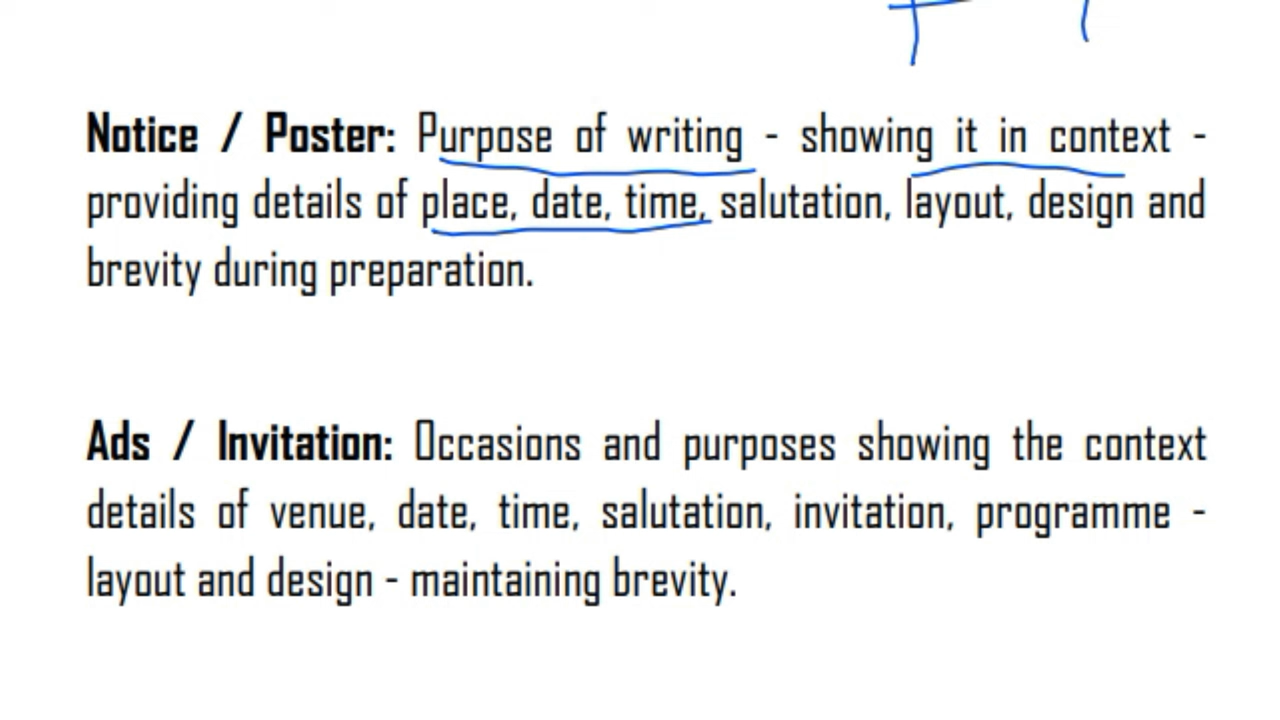 Notice / Poster: Purpose of writing - showing it in context -
providing details of place, date, time, salutation, layout, design and
brevity during preparation.
Ads / Invitation: Occasions and purposes showing the context
details of venue, date, time, salutation, invitation, programme -
layout and design - maintaining brevity.